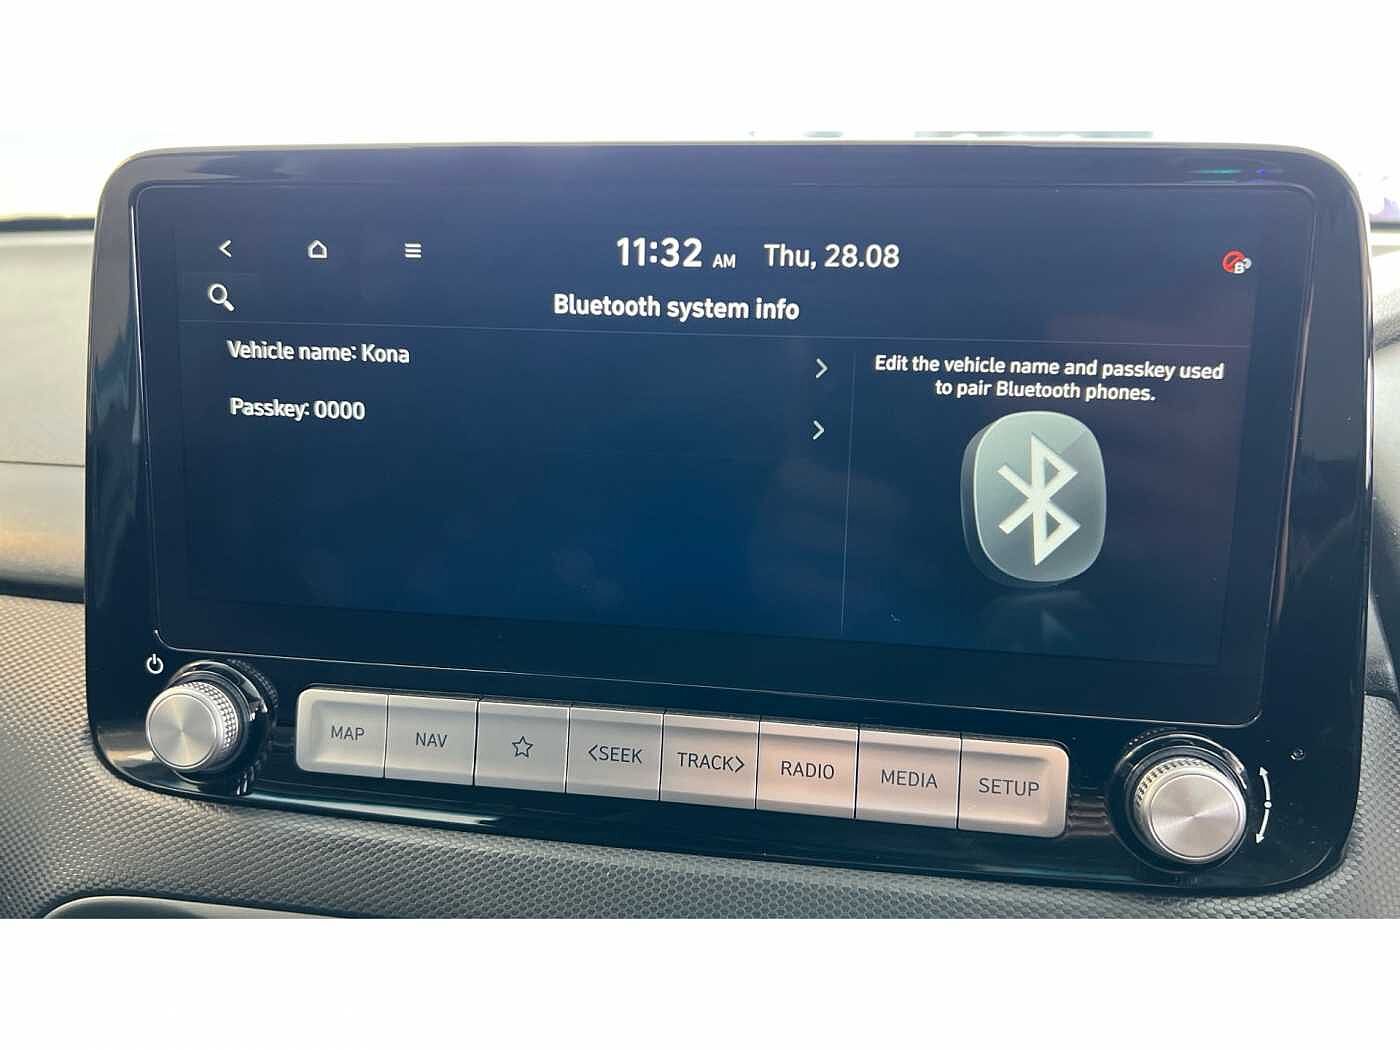 11:32 AM Thu, 28.08
Bluetooth system info
Vehicle name: Kona
Passkey: 0000
Edit the vehicle name and passkey used
to pair Bluetooth phones.
MAP
NAV
<SEEK
TRACK>
RADIO
MEDIA
SETUP